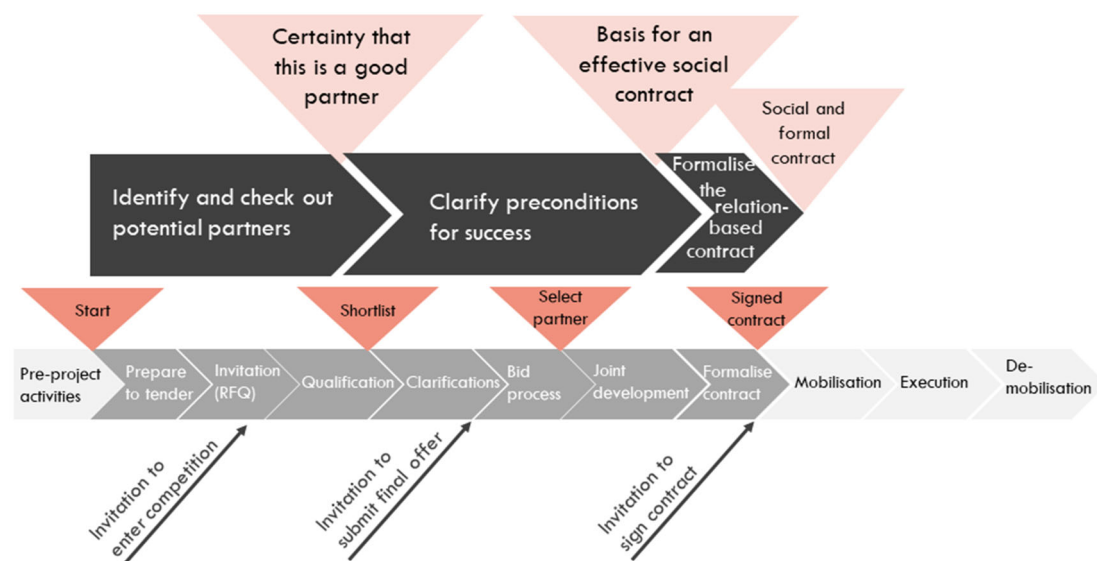 Certainty that
this is a good
partner
Basis for an
effective social
contract
Social and
formal
contract
Identify and check out
potential partners
Clarify preconditions
for success
Formalise
the
relation-
based
contract
Start
Shortlist
Select
partner
Signed
contract
Pre-project
activities
Prepare
to tender
Invitation
(RFQ)
Qualification
Clarifications
Bid
process
Joint
development
Formalise
contract
Mobilisation
Execution
De-
mobilisation
Invitation to
enter competition
Invitation to
submit final offer
Invitation to
sign contract